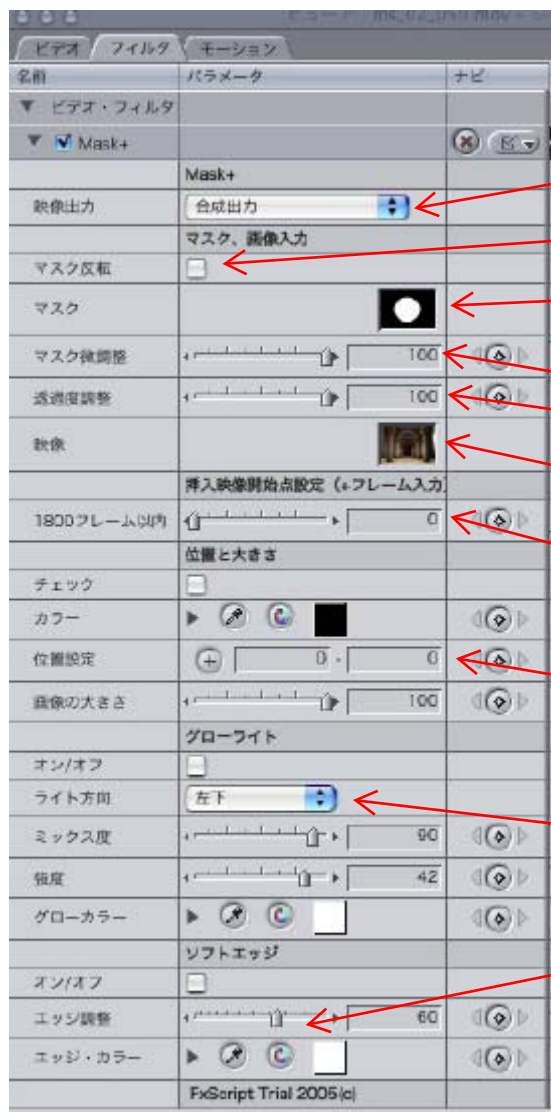 ビデオ フィルタ モーション
名前 パラメータ ナビ
ビデオ・フィルタ
Mask+
Mask+
映像出力 合成出力
マスク、画像入力
マスク反転
マスク
マスク微調整 100
透過度調整 100
映像
挿入映像開始点設定（+フレーム入力)
1800フレーム以内 0
位置と大きさ
チェック
カラー
位置設定 0 , 0
画像の大きさ 100
グローライト
オン/オフ
ライト方向 左下
ミックス度 90
強度 42
グローカラー
ソフトエッジ
オン/オフ
エッジ調整 60
エッジ・カラー
FxScript Trial 2005(c)